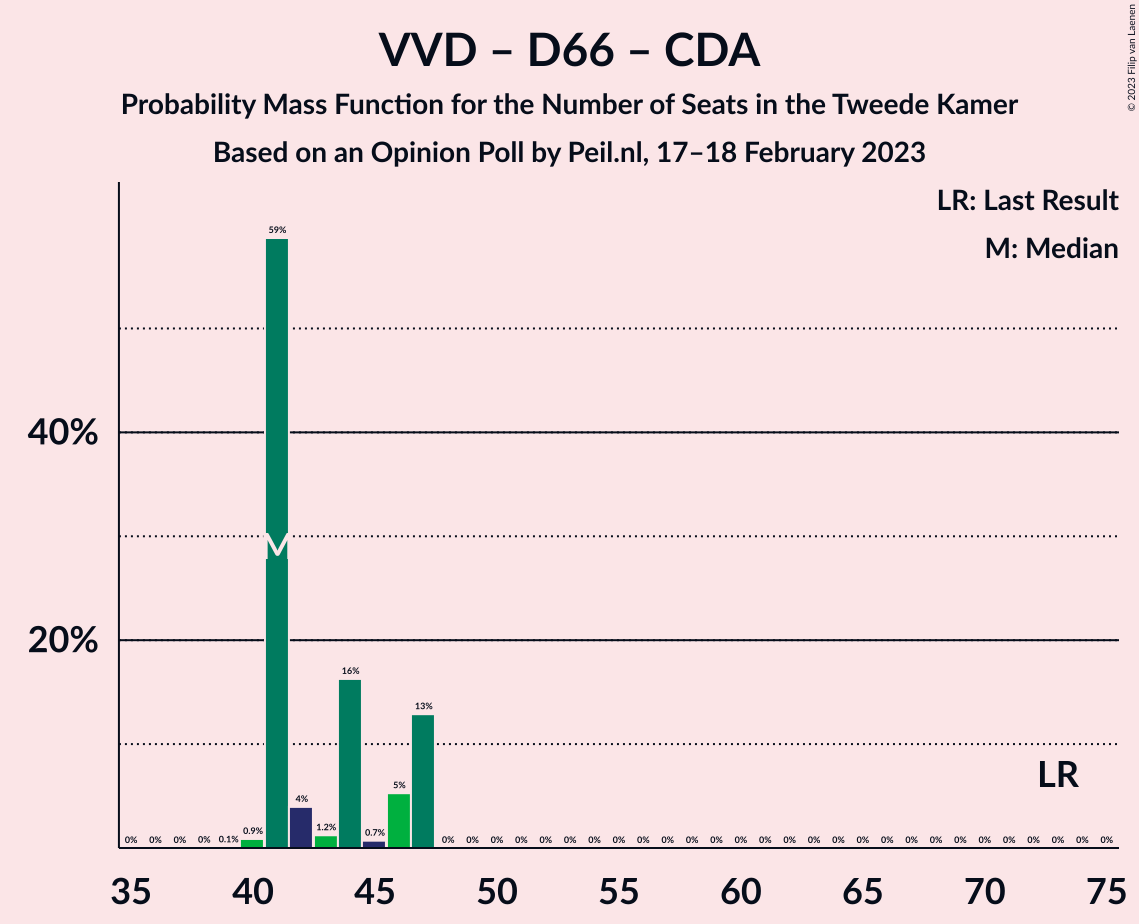 VVD – D66 – CDA
Probability Mass Function for the Number of Seats in the Tweede Kamer
Based on an Opinion Poll by Peil.nl, 17–18 February 2023
© 2023 Filip van Laenen
LR: Last Result
M: Median
59%
40%
M
20%
16%
13%
LR
5%
4%
0% 0% 0% 0% 0.1% 0.9% 1.2% 0.7% 0% 0% 0% 0% 0% 0% 0% 0% 0% 0% 0% 0% 0% 0% 0% 0% 0% 0% 0% 0% 0% 0% 0% 0% 0% 0% 0% 0%
35 40 45 50 55 60 65 70 75